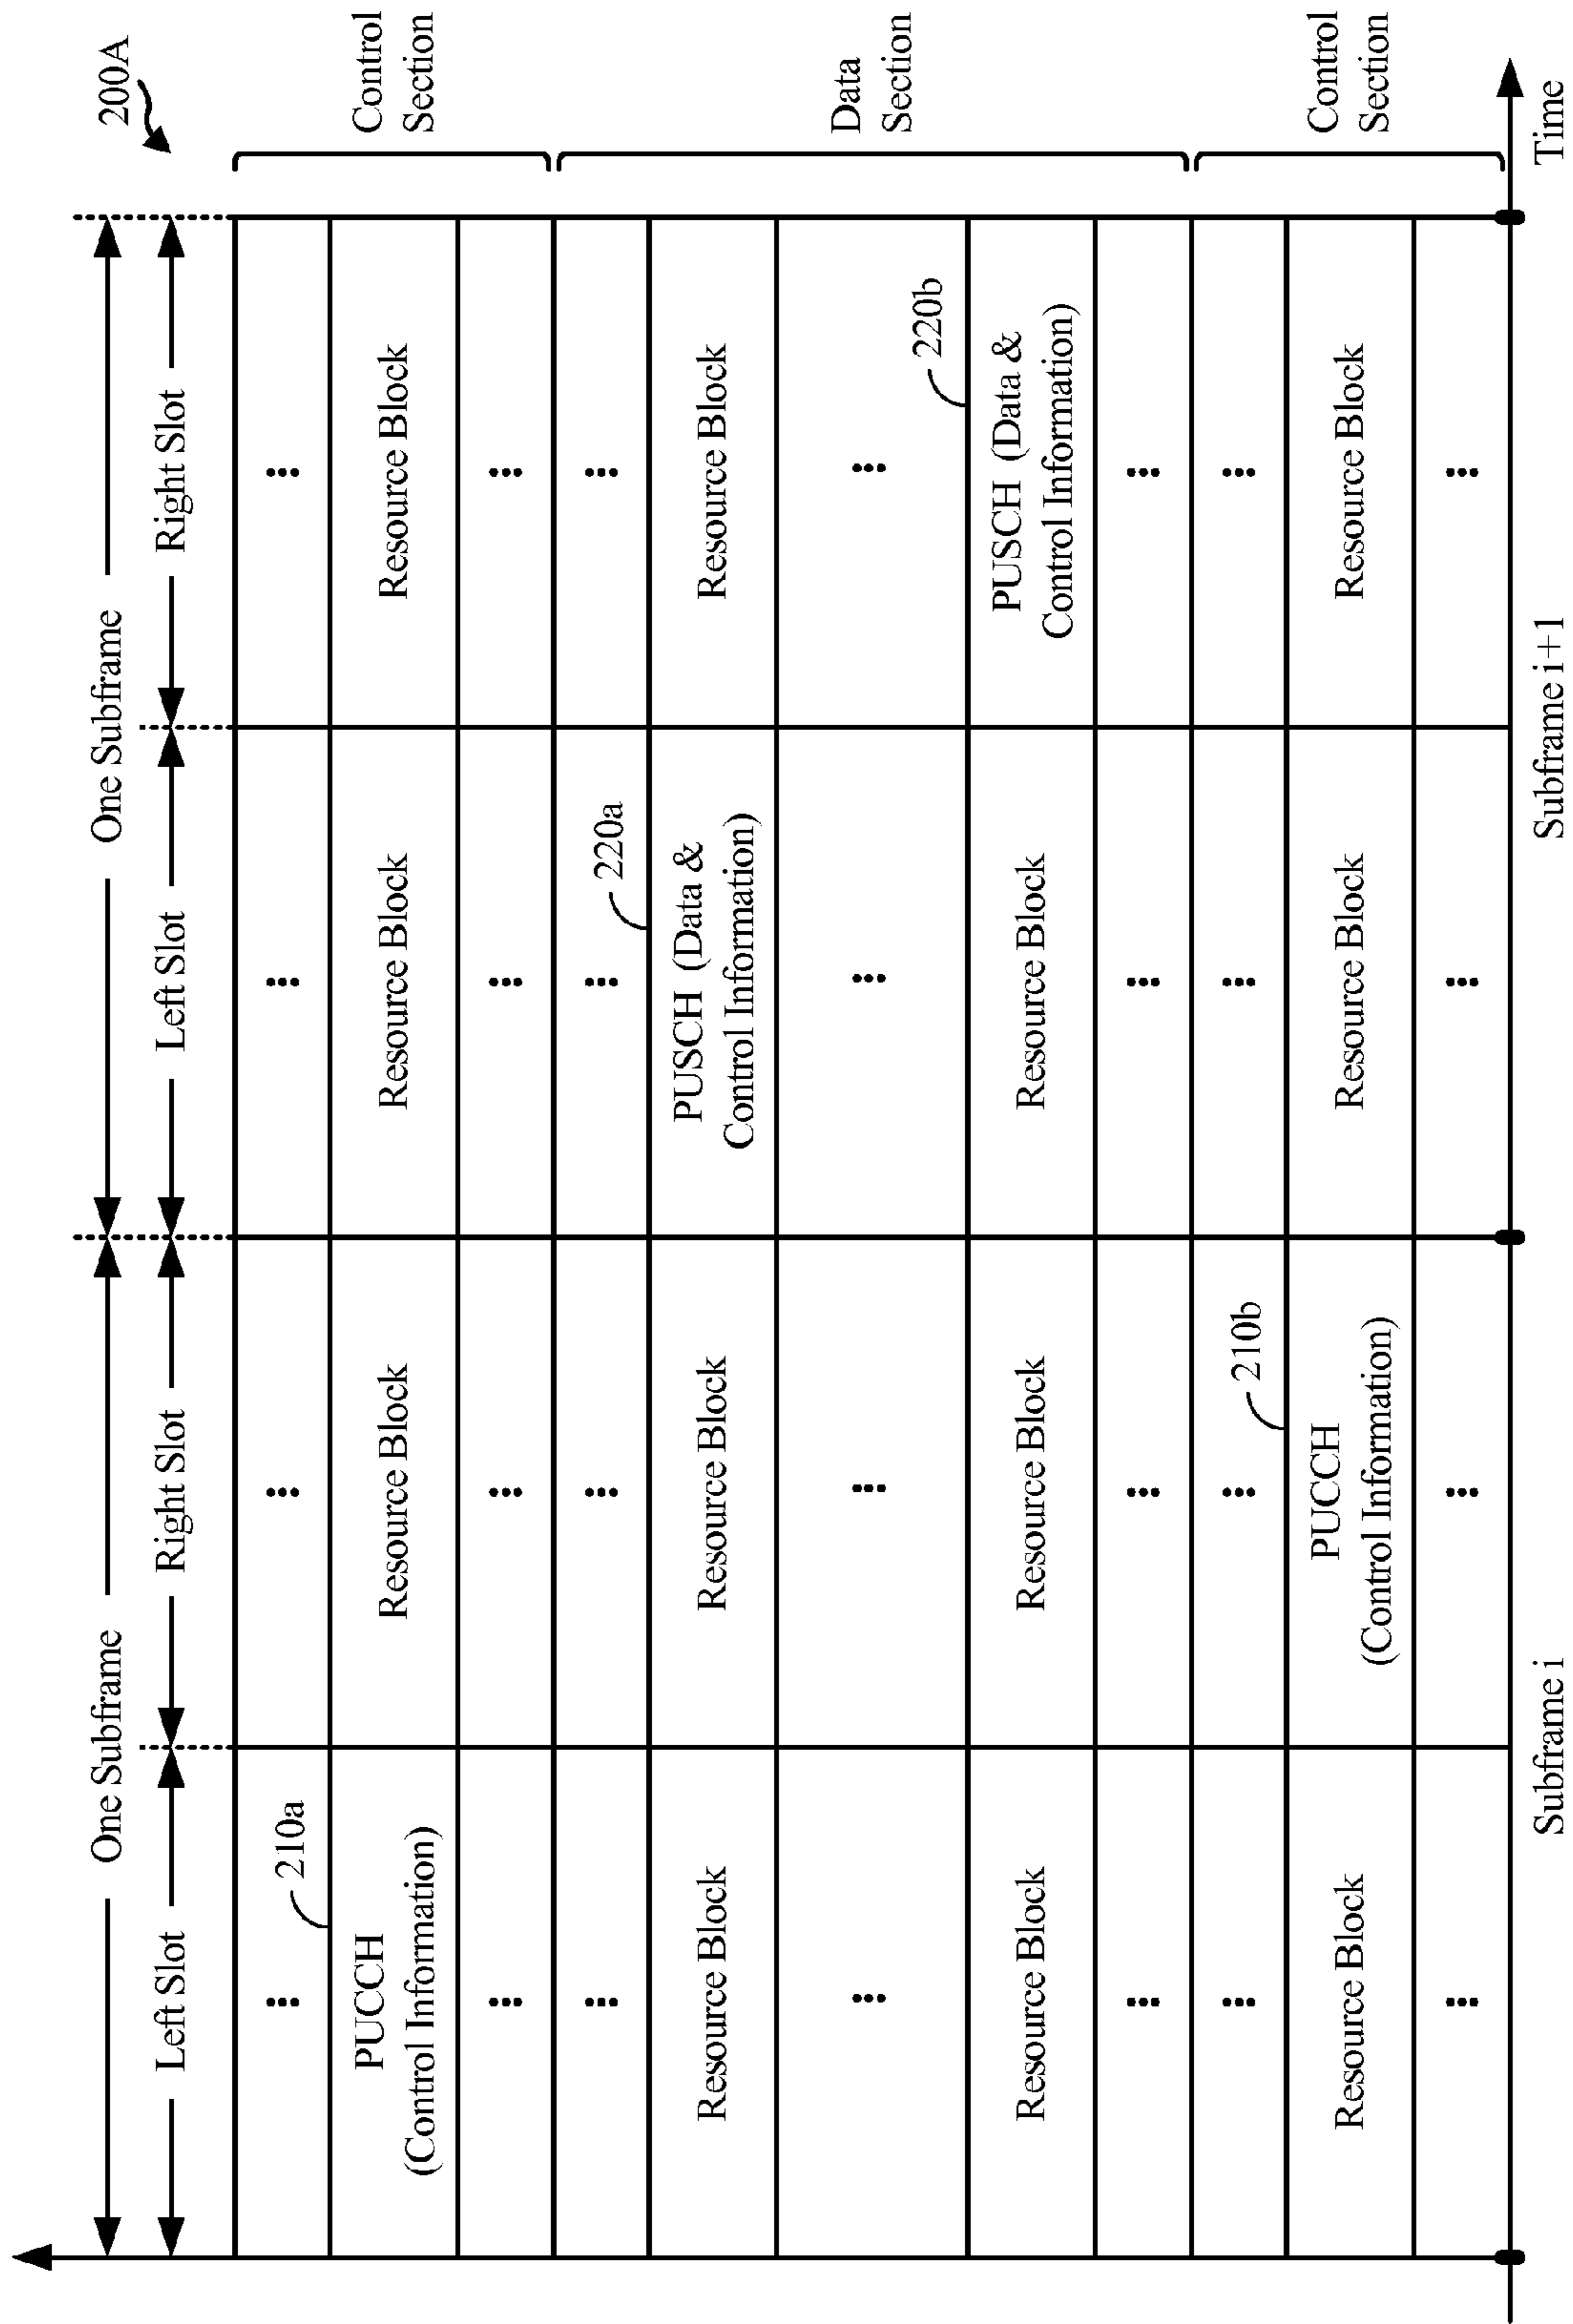 200A
One Subframe
One Subframe
Left Slot
Right Slot
Left Slot
Right Slot
210a
PUCCH
(Control Information)
Resource Block
Resource Block
Resource Block
Control
Section
220a
Resource Block
Resource Block
PUSCH (Data &
Control Information)
Resource Block
Data
Section
220b
Resource Block
Resource Block
Resource Block
PUSCH (Data &
Control Information)
210b
Resource Block
PUCCH
(Control Information)
Resource Block
Resource Block
Control
Section
Subframe i
Subframe i+1
Time